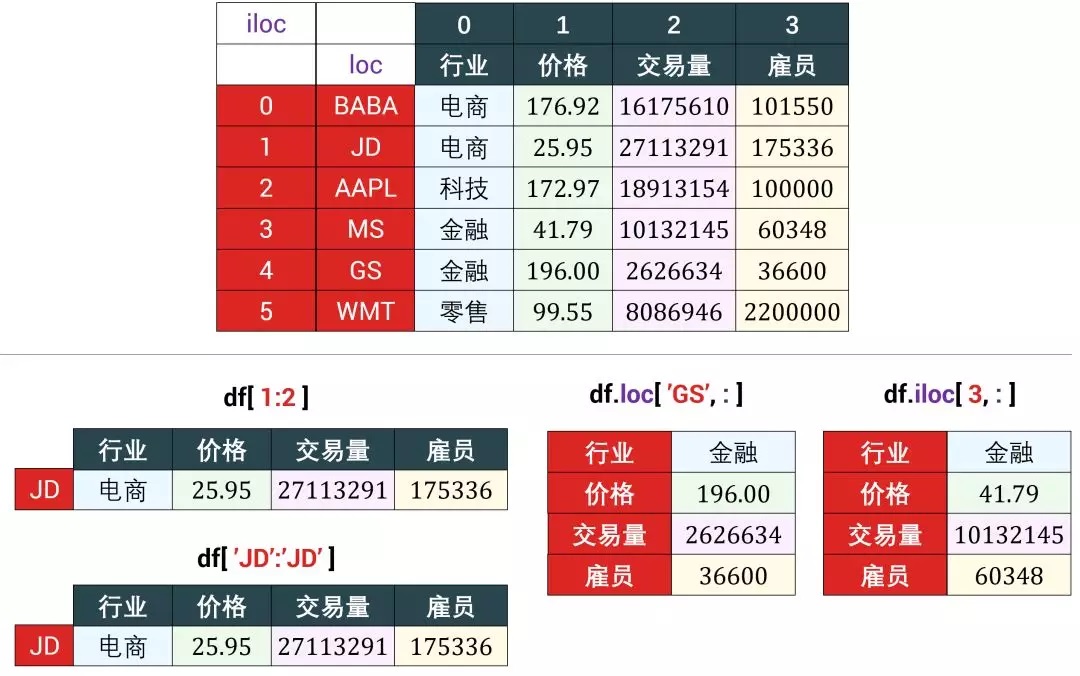 iloc 0 1 2 3
loc 行业 价格 交易量 雇员
0 BABA 电商 176.92 16175610 101550
1 JD 电商 25.95 27113291 175336
2 AAPL 科技 172.97 18913154 100000
3 MS 金融 41.79 10132145 60348
4 GS 金融 196.00 2626634 36600
5 WMT 零售 99.55 8086946 2200000
df[ 1:2 ]
行业 价格 交易量 雇员
JD 电商 25.95 27113291 175336
df[ ′JD′:′JD′ ]
行业 价格 交易量 雇员
JD 电商 25.95 27113291 175336
df.loc[ ′GS′, : ]
行业 金融
价格 196.00
交易量 2626634
雇员 36600
df.iloc[ 3, : ]
行业 金融
价格 41.79
交易量 10132145
雇员 60348